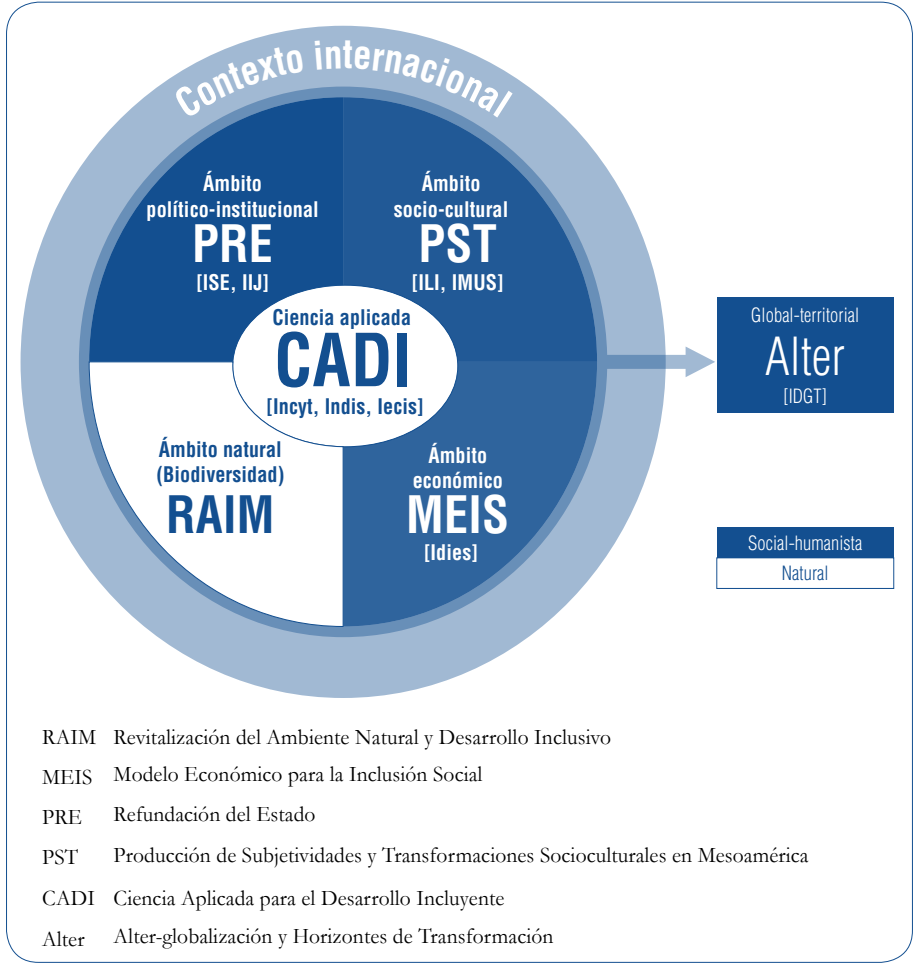 Contexto internacional
Ámbito
político-institucional
PRE
[ISE, IIJ]
Ámbito
socio-cultural
PST
[ILI, IMUS]
Ciencia aplicada
CADI
[Incyt, Indis, Iecis]
Ámbito natural
(Biodiversidad)
RAIM
Ámbito
económico
MEIS
[Idies]
Global-territorial
Alter
[IDGT]
Social-humanista
Natural
RAIM Revitalización del Ambiente Natural y Desarrollo Inclusivo
MEIS Modelo Económico para la Inclusión Social
PRE Refundación del Estado
PST Producción de Subjetividades y Transformaciones Socioculturales en Mesoamérica
CADI Ciencia Aplicada para el Desarrollo Incluyente
Alter Alter-globalización y Horizontes de Transformación